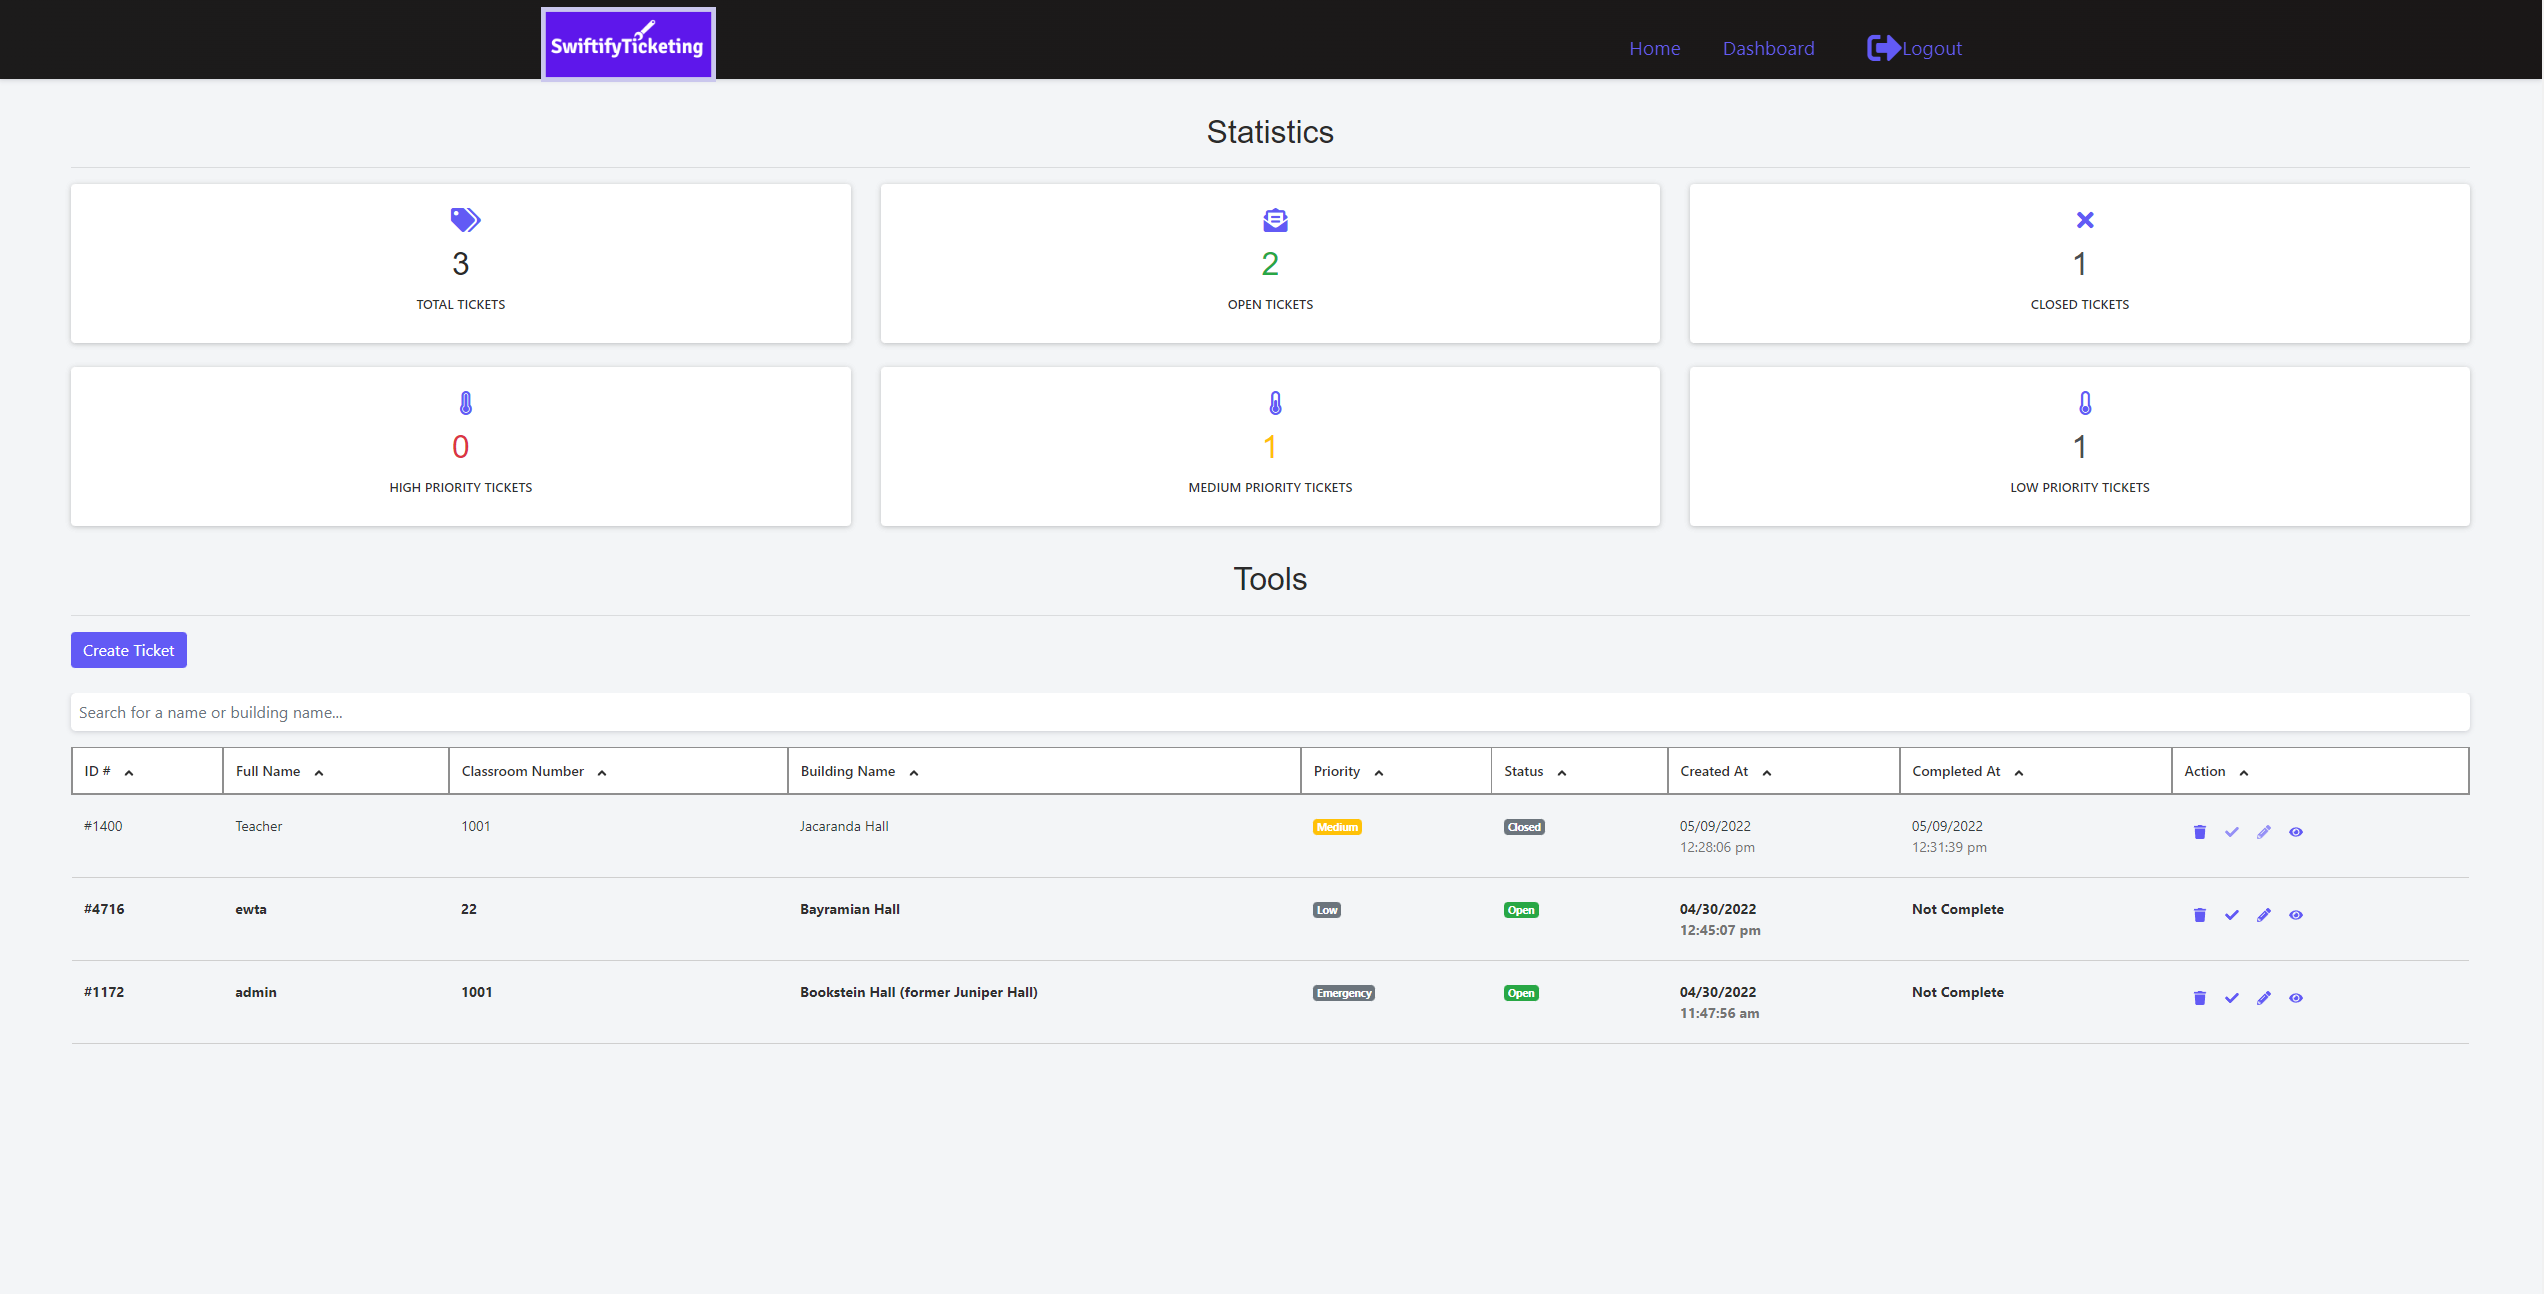 SwiftifyTicketing
Home Dashboard Logout
Statistics
3
TOTAL TICKETS
2
OPEN TICKETS
1
CLOSED TICKETS
0
HIGH PRIORITY TICKETS
1
MEDIUM PRIORITY TICKETS
1
LOW PRIORITY TICKETS
Tools
Create Ticket
Search for a name or building name...
ID # Full Name Classroom Number Building Name Priority Status Created At Completed At Action
#1400 Teacher 1001 Jacaranda Hall Medium Closed 05/09/2022 05/09/2022
12:28:06 pm 12:31:39 pm
#4716 ewta 22 Bayramian Hall Low Open 04/30/2022 Not Complete
12:45:07 pm
#1172 admin 1001 Bookstein Hall (former Juniper Hall) Emergency Open 04/30/2022 Not Complete
11:47:56 am